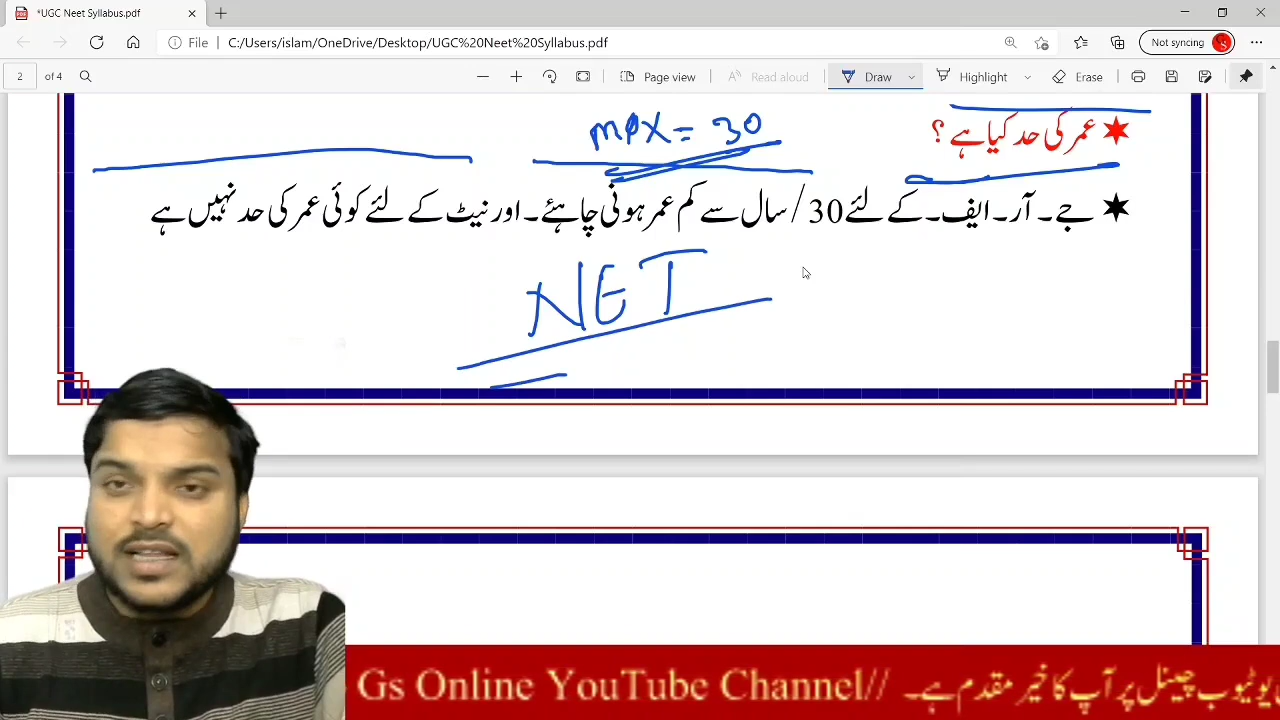 *UGC Neet Syllabus.pdf
File C:/Users/islam/OneDrive/Desktop/UGC%20Neet%20Syllabus.pdf Not syncing
2 of 4 Page view Read aloud Draw Highlight Erase
MAX = 30
عمر کی حد کیا ہے ؟
جے۔ آر۔ ایف۔ کے لئے 30/ سال سے کم عمر ہونی چاہئے۔ اور نیٹ کے لئے کوئی عمر کی حد نہیں ہے
NET
Gs Online YouTube Channel// یوٹیوب چینل پر آپ کا خیر مقدم ہے۔